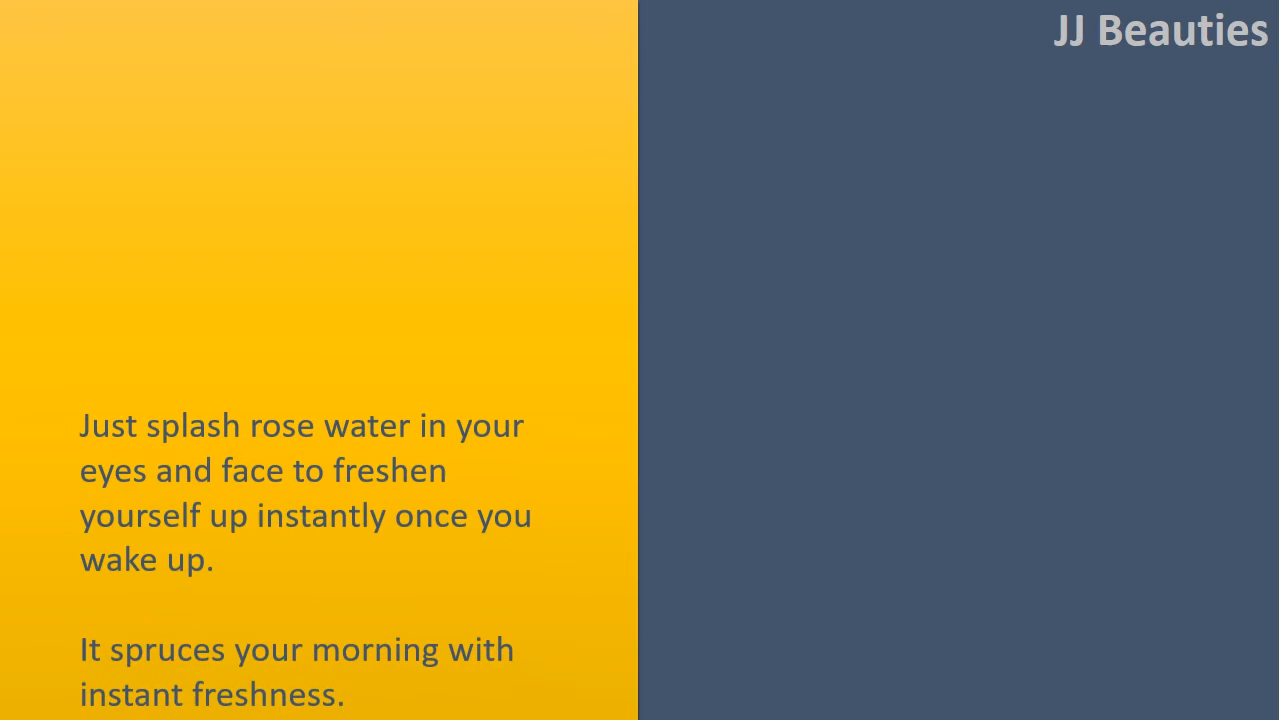 JJ Beauties
Just splash rose water in your
eyes and face to freshen
yourself up instantly once you
wake up.
It spruces your morning with
instant freshness.